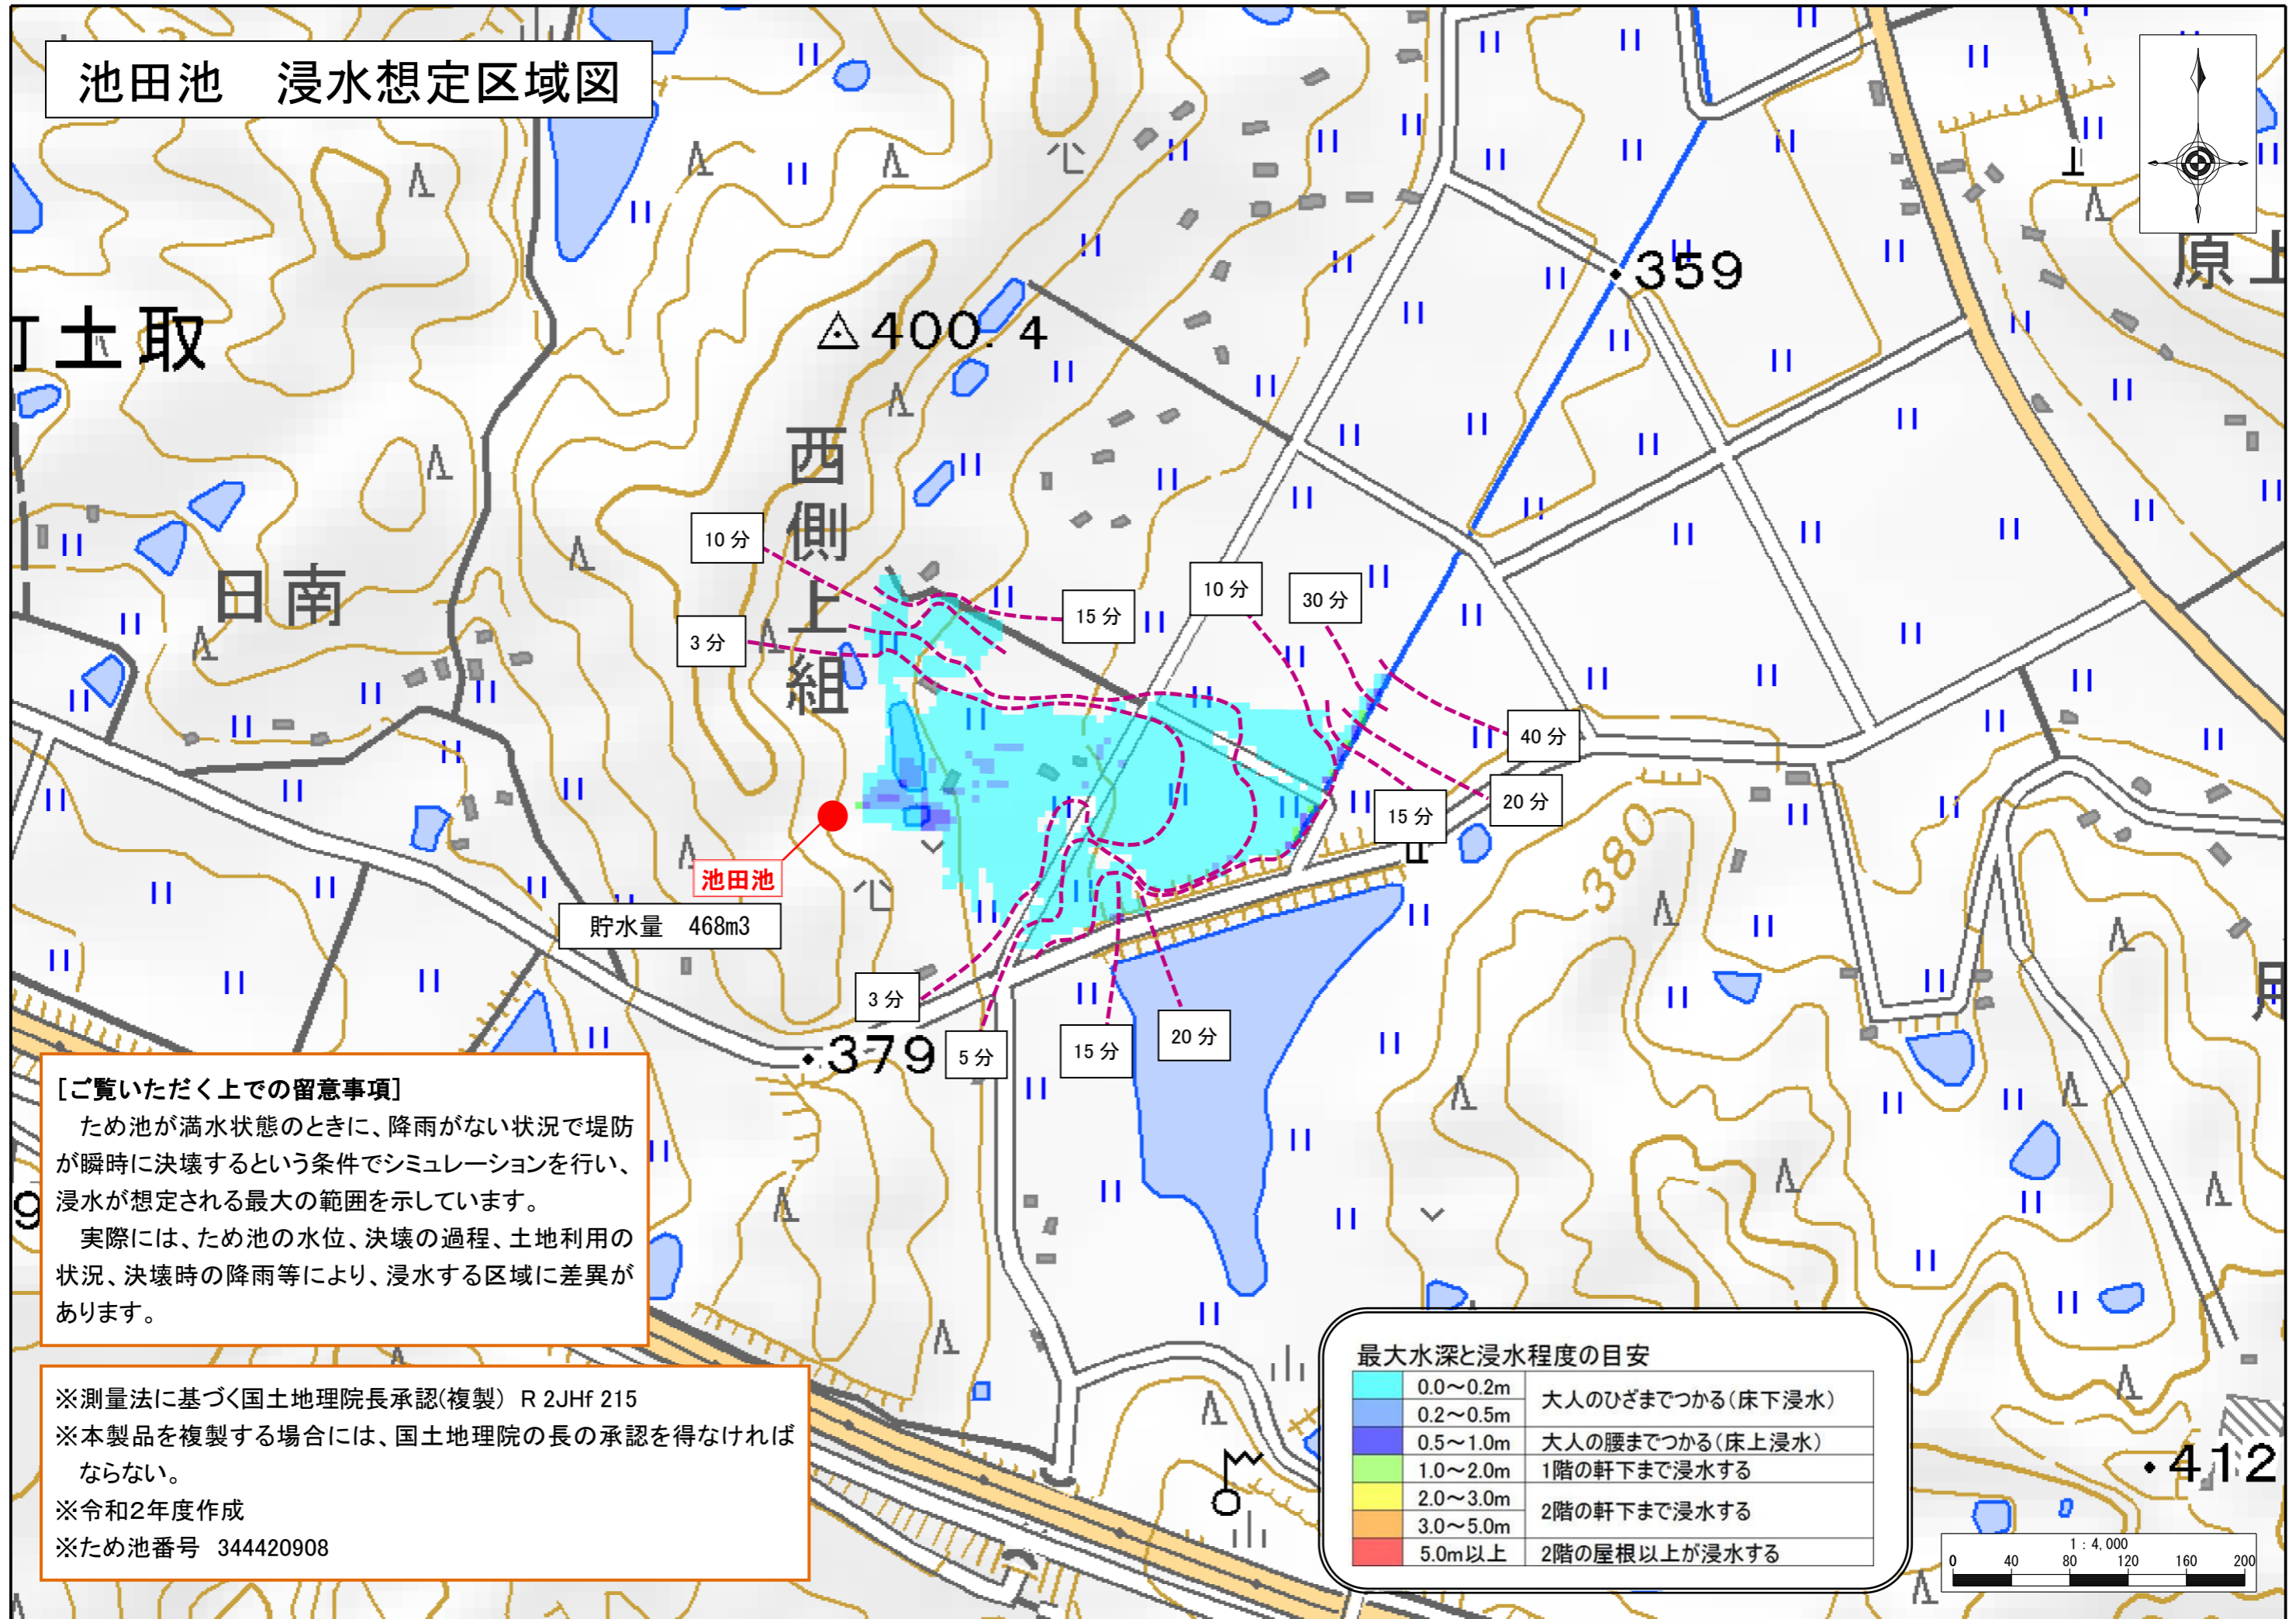 池田池　浸水想定区域図
359
原上
土取
400.4
西側上組
10 分
3 分
15 分
10 分
30 分
日南
40 分
20 分
15 分
池田池
貯水量　468m3
380
3 分
5 分
15 分
20 分
379
[ご覧いただく上での留意事項]
　ため池が満水状態のときに、降雨がない状況で堤防
が瞬時に決壊するという条件でシミュレーションを行い、
浸水が想定される最大の範囲を示しています。
　実際には、ため池の水位、決壊の過程、土地利用の
状況、決壊時の降雨等により、浸水する区域に差異が
あります。
9
※測量法に基づく国土地理院長承認(複製)　R 2JHf 215
※本製品を複製する場合には、国土地理院の長の承認を得なければ
ならない。
※令和2年度作成
※ため池番号　344420908
最大水深と浸水程度の目安
0.0～0.2m
大人のひざまでつかる(床下浸水)
0.2～0.5m
0.5～1.0m　大人の腰までつかる(床上浸水)
1.0～2.0m　1階の軒下まで浸水する
2.0～3.0m
2階の軒下まで浸水する
3.0～5.0m
5.0m以上　2階の屋根以上が浸水する
412
1 : 4,000
0 40 80 120 160 200